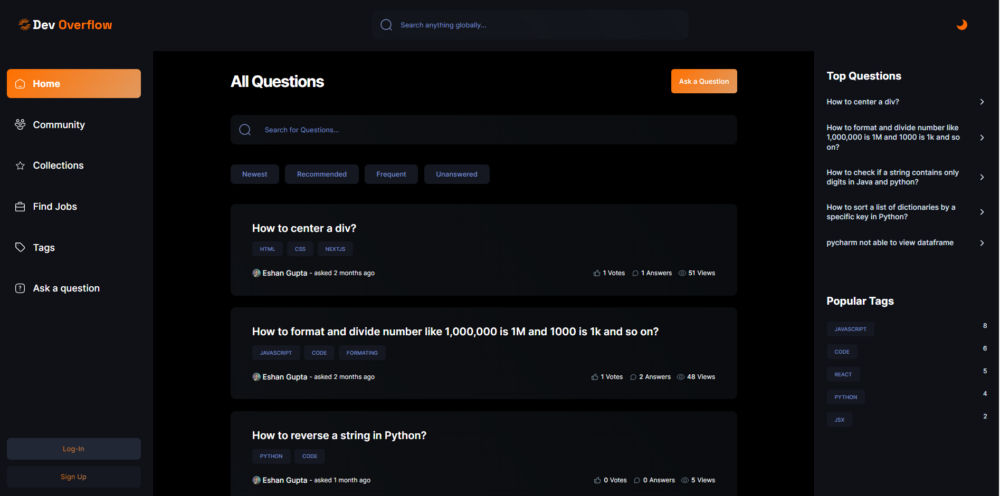 Dev Overflow
Search anything globally...
Home
Community
Collections
Find Jobs
Tags
Ask a question
Log-In
Sign Up
All Questions
Ask a Question
Search for Questions...
Newest
Recommended
Frequent
Unanswered
How to center a div?
HTML CSS NEXTJS
Eshan Gupta - asked 2 months ago
1 Votes 1 Answers 51 Views
How to format and divide number like 1,000,000 is 1M and 1000 is 1k and so on?
JAVASCRIPT CODE FORMATING
Eshan Gupta - asked 2 months ago
1 Votes 2 Answers 48 Views
How to reverse a string in Python?
PYTHON CODE
Eshan Gupta - asked 1 month ago
0 Votes 0 Answers 5 Views
Top Questions
How to center a div?
How to format and divide number like
1,000,000 is 1M and 1000 is 1k and so
on?
How to check if a string contains only
digits in Java and python?
How to sort a list of dictionaries by a
specific key in Python?
pycharm not able to view dataframe
Popular Tags
JAVASCRIPT 8
CODE 6
REACT 5
PYTHON 4
JSX 2